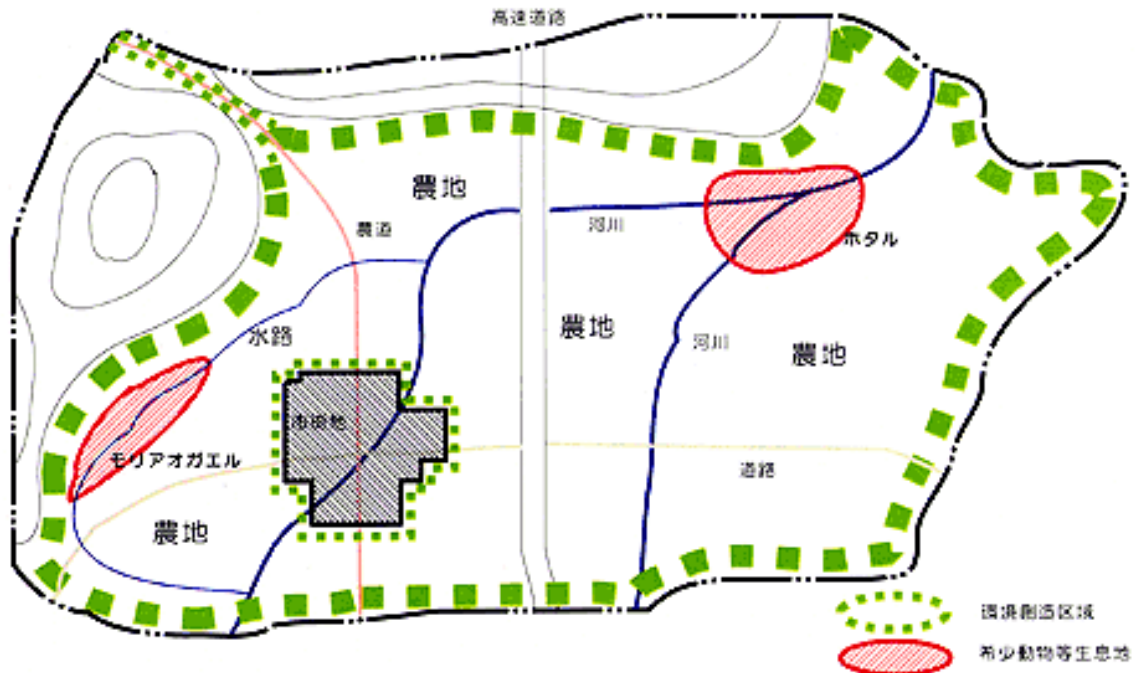 高速道路
農地
農道
河川
ホタル
農地
河川
農地
水路
市街地
モリアオガエル
道路
農地
環境創造区域
希少動物等生息地